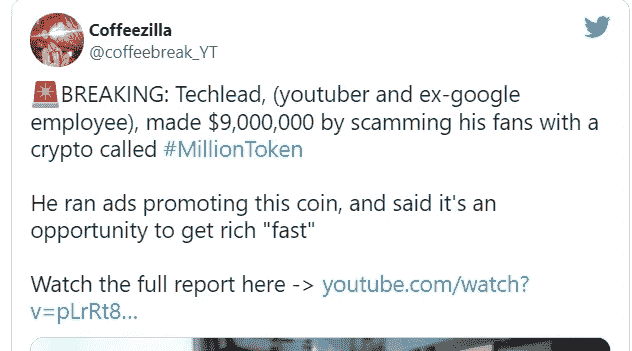 Coffeezilla
@coffeebreak_YT
🚨BREAKING: Techlead, (youtuber and ex-google
employee), made $9,000,000 by scamming his fans with a
crypto called #MillionToken
He ran ads promoting this coin, and said it's an
opportunity to get rich "fast"
Watch the full report here -> youtube.com/watch?
v=pLrRt8...